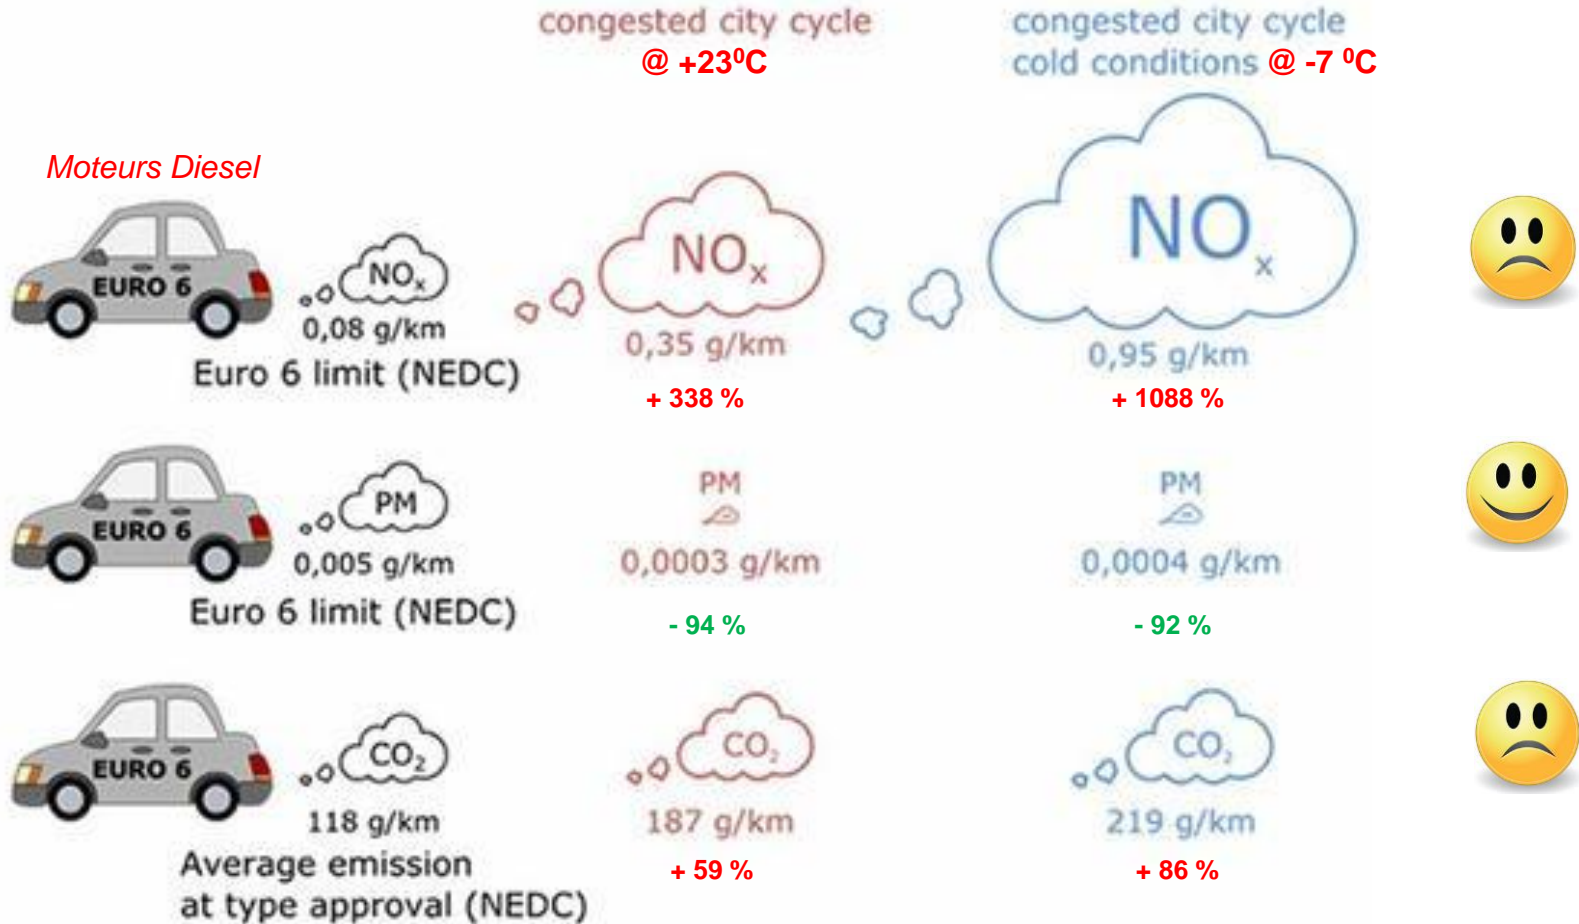 congested city cycle
@ +23⁰C
congested city cycle
cold conditions @ -7 ⁰C
Moteurs Diesel
EURO 6
NOₓ
0,08 g/km
Euro 6 limit (NEDC)
NOₓ
0,35 g/km
+ 338 %
NOₓ
0,95 g/km
+ 1088 %
EURO 6
PM
0,005 g/km
Euro 6 limit (NEDC)
PM
0,0003 g/km
- 94 %
PM
0,0004 g/km
- 92 %
EURO 6
CO₂
118 g/km
Average emission
at type approval (NEDC)
CO₂
187 g/km
+ 59 %
CO₂
219 g/km
+ 86 %